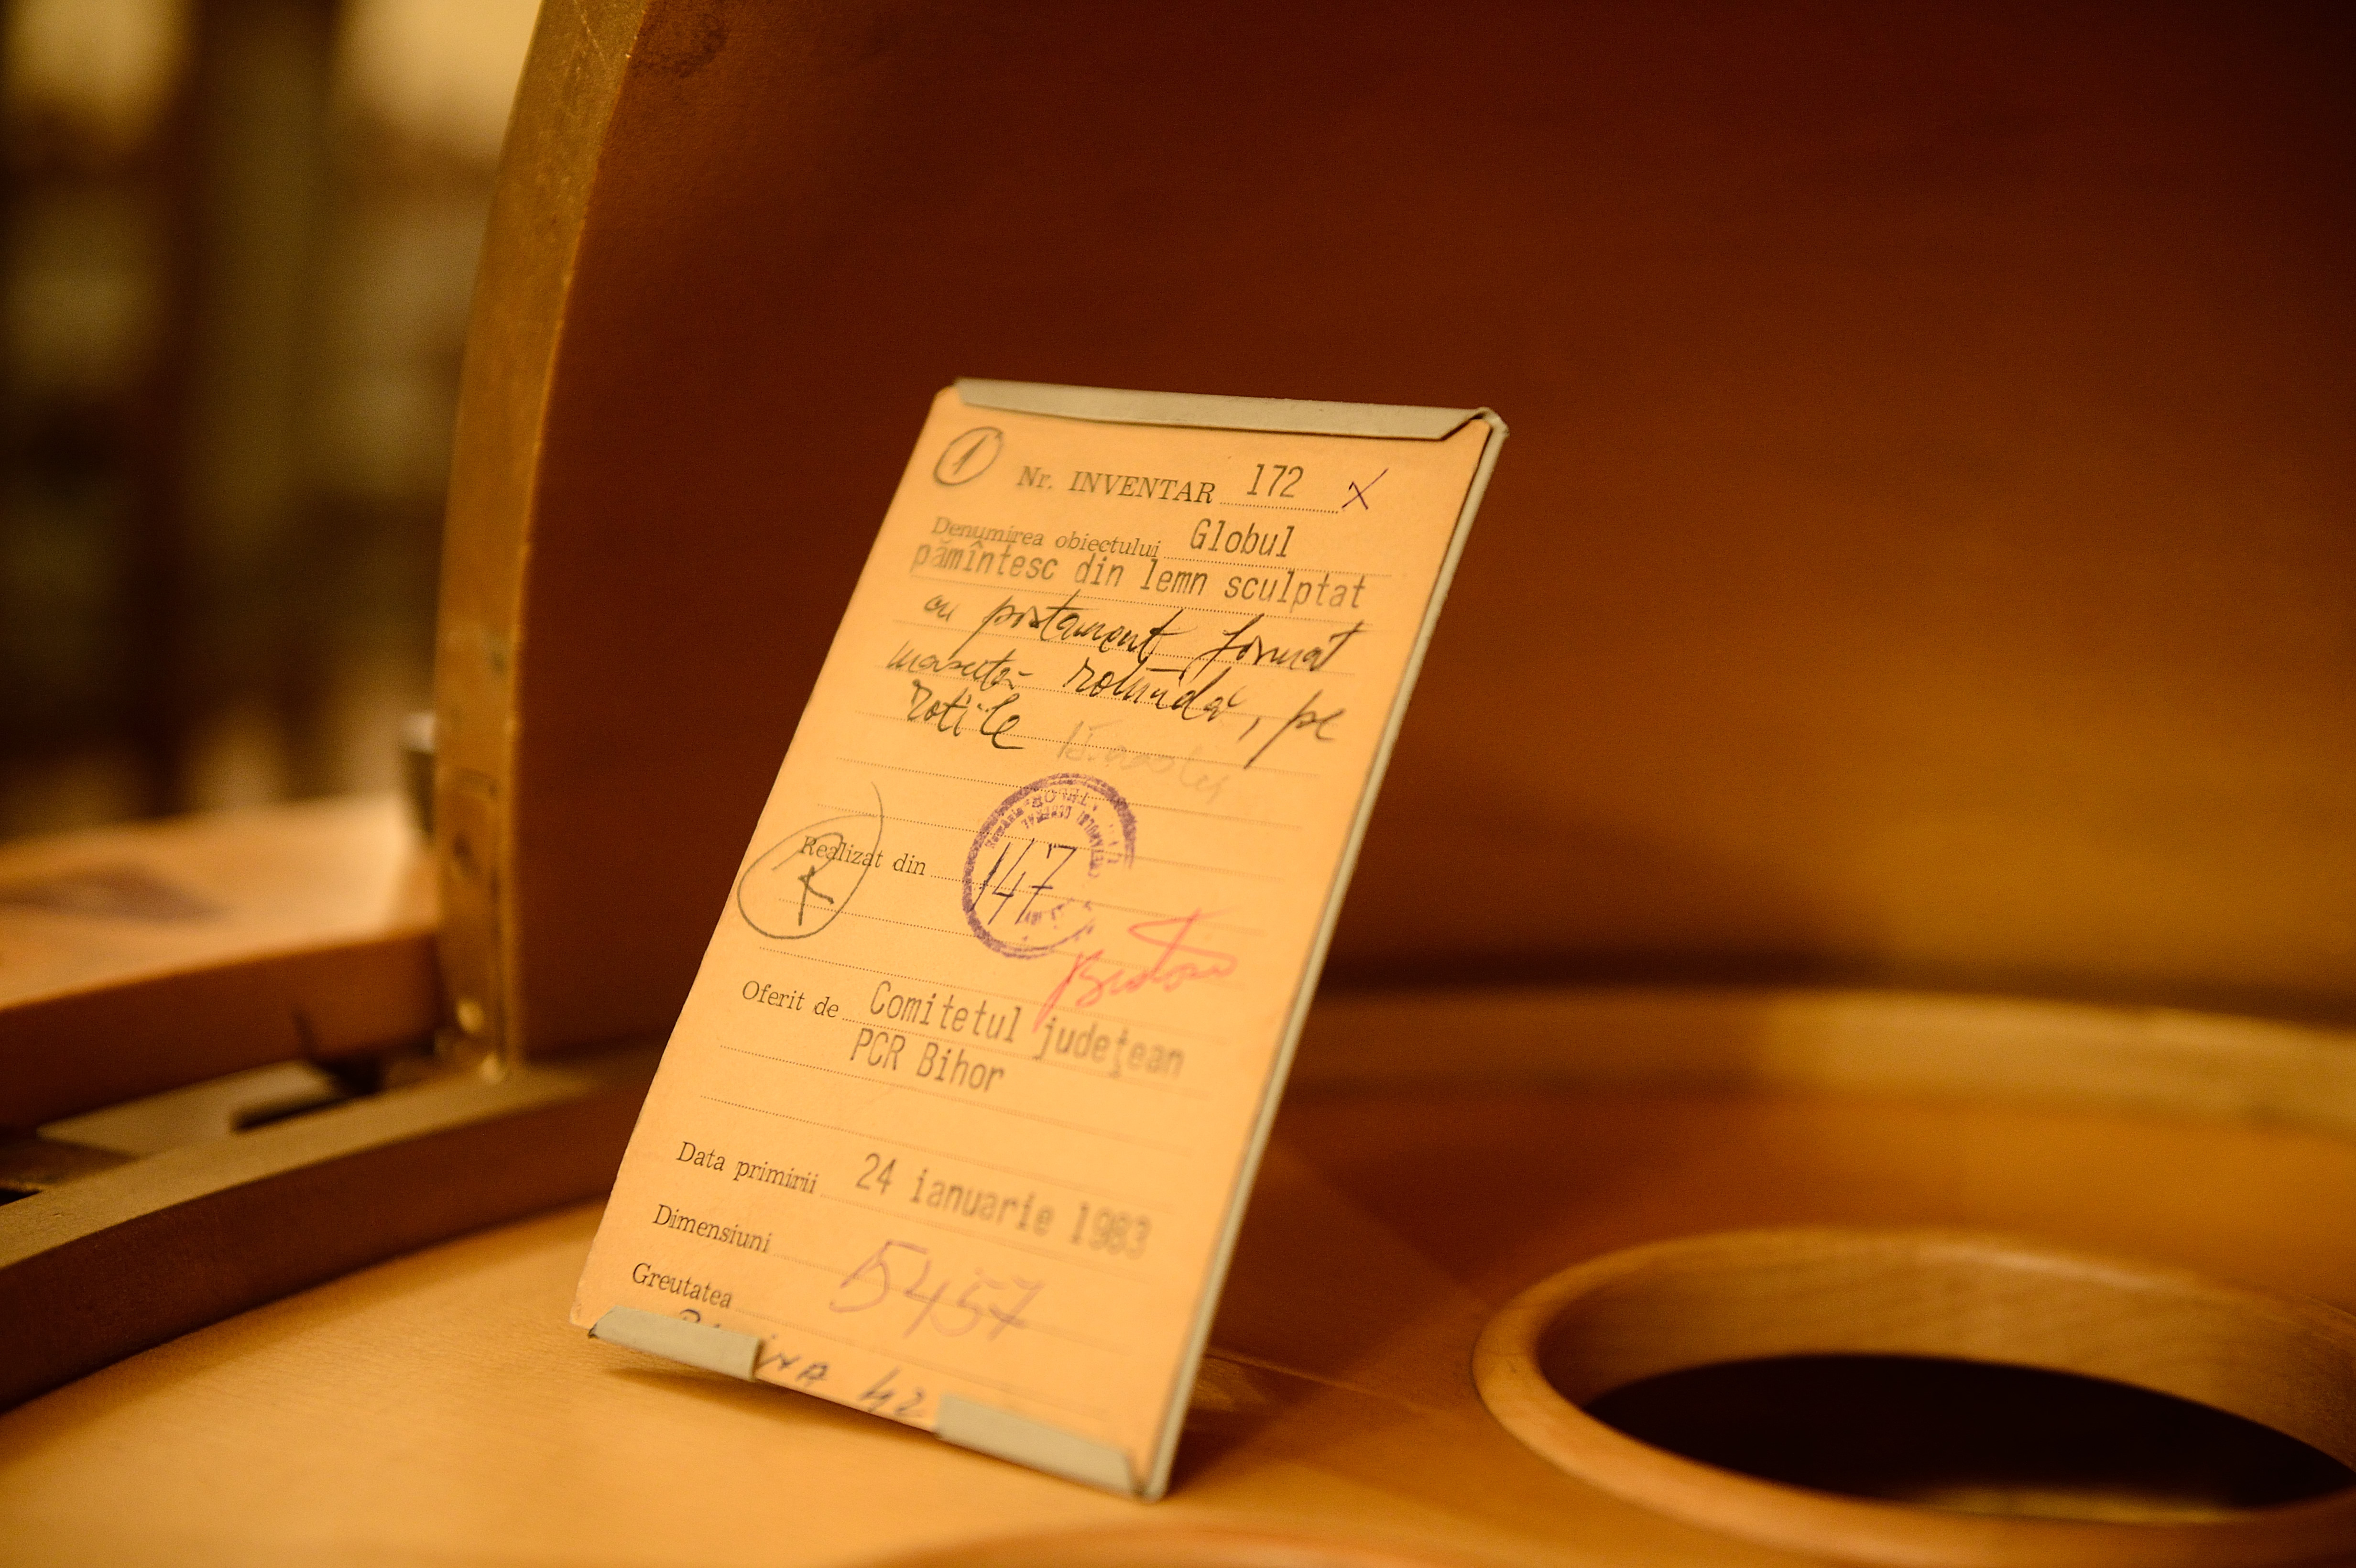 1
Nr. INVENTAR 172 X
Denumirea obiectului Globul
pămîntesc din lemn sculptat
cu postament format
măsuță rotundă, pe
rotile
Realizat din
147
R
Oferit de Comitetul județean
PCR Bihor
Data primirii 24 ianuarie 1983
Dimensiuni
5457
Greutatea
42